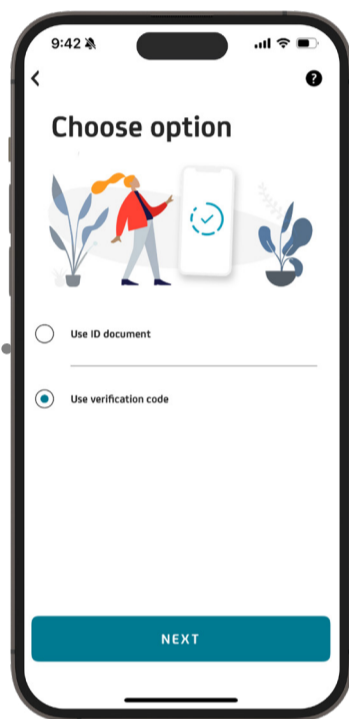 9:42
?
Choose option
Use ID document
Use verification code
NEXT